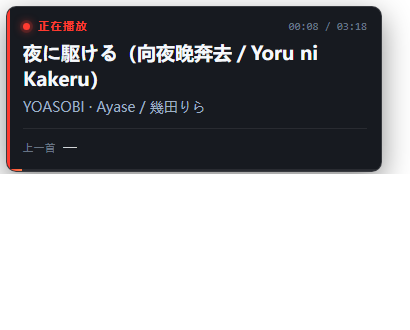 正在播放 00:08 / 03:18
夜に駆ける（向夜晚奔去 / Yoru ni
Kakeru）
YOASOBI · Ayase / 幾田りら
上一首 —